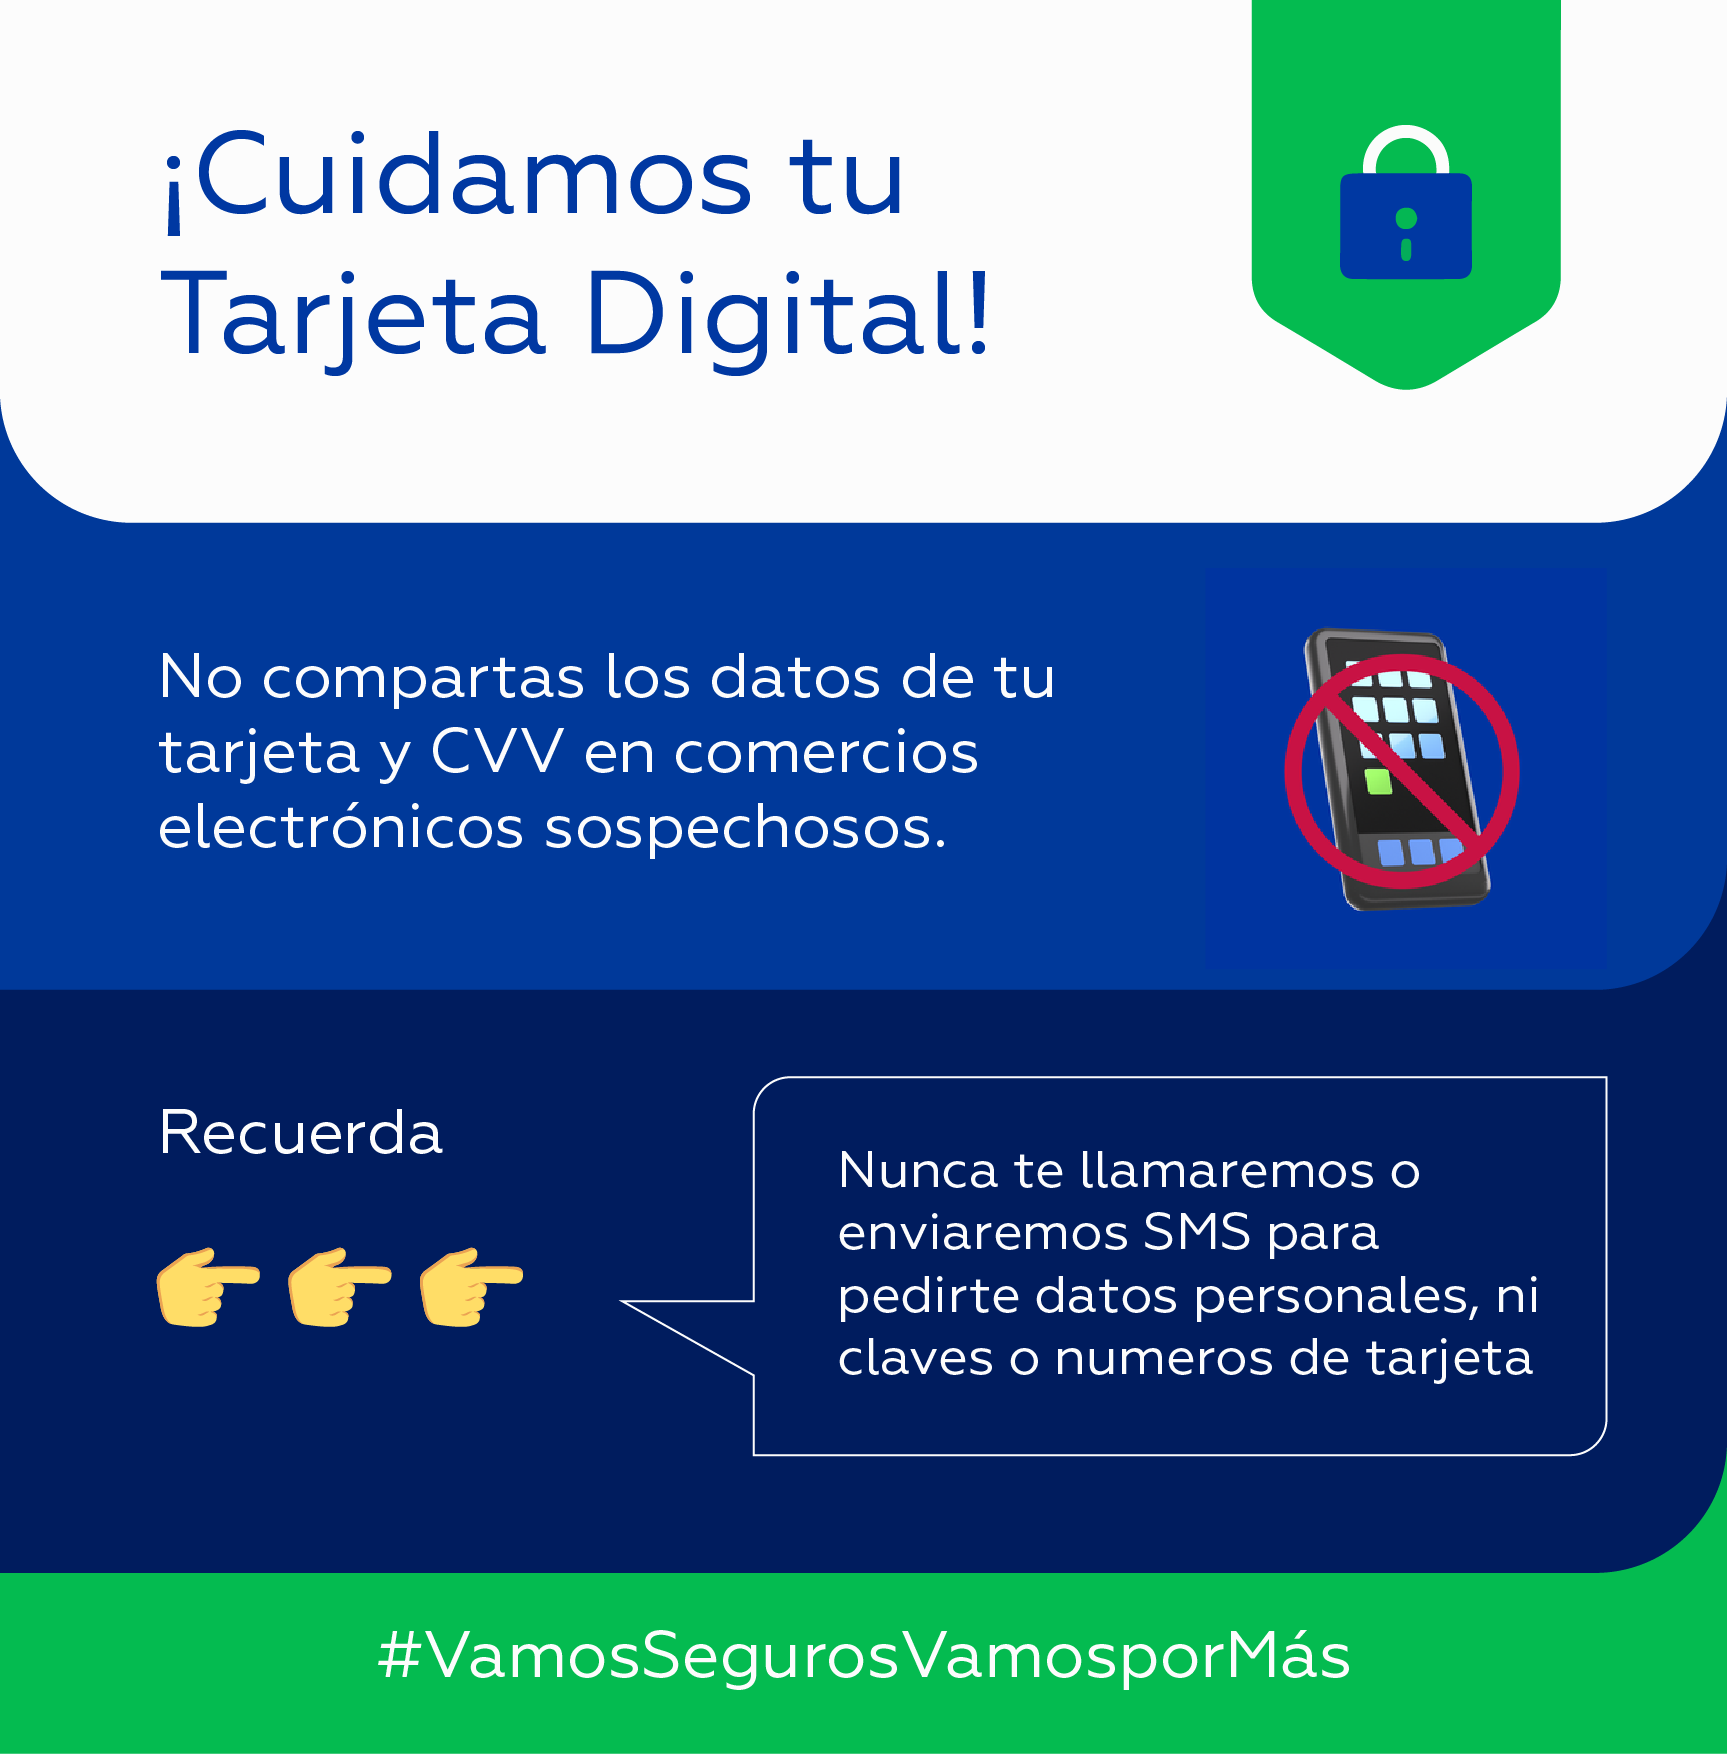 ¡Cuidamos tu
Tarjeta Digital!
No compartas los datos de tu
tarjeta y CVV en comercios
electrónicos sospechosos.
Recuerda
Nunca te llamaremos o
enviaremos SMS para
pedirte datos personales, ni
claves o numeros de tarjeta
#VamosSegurosVamosporMás